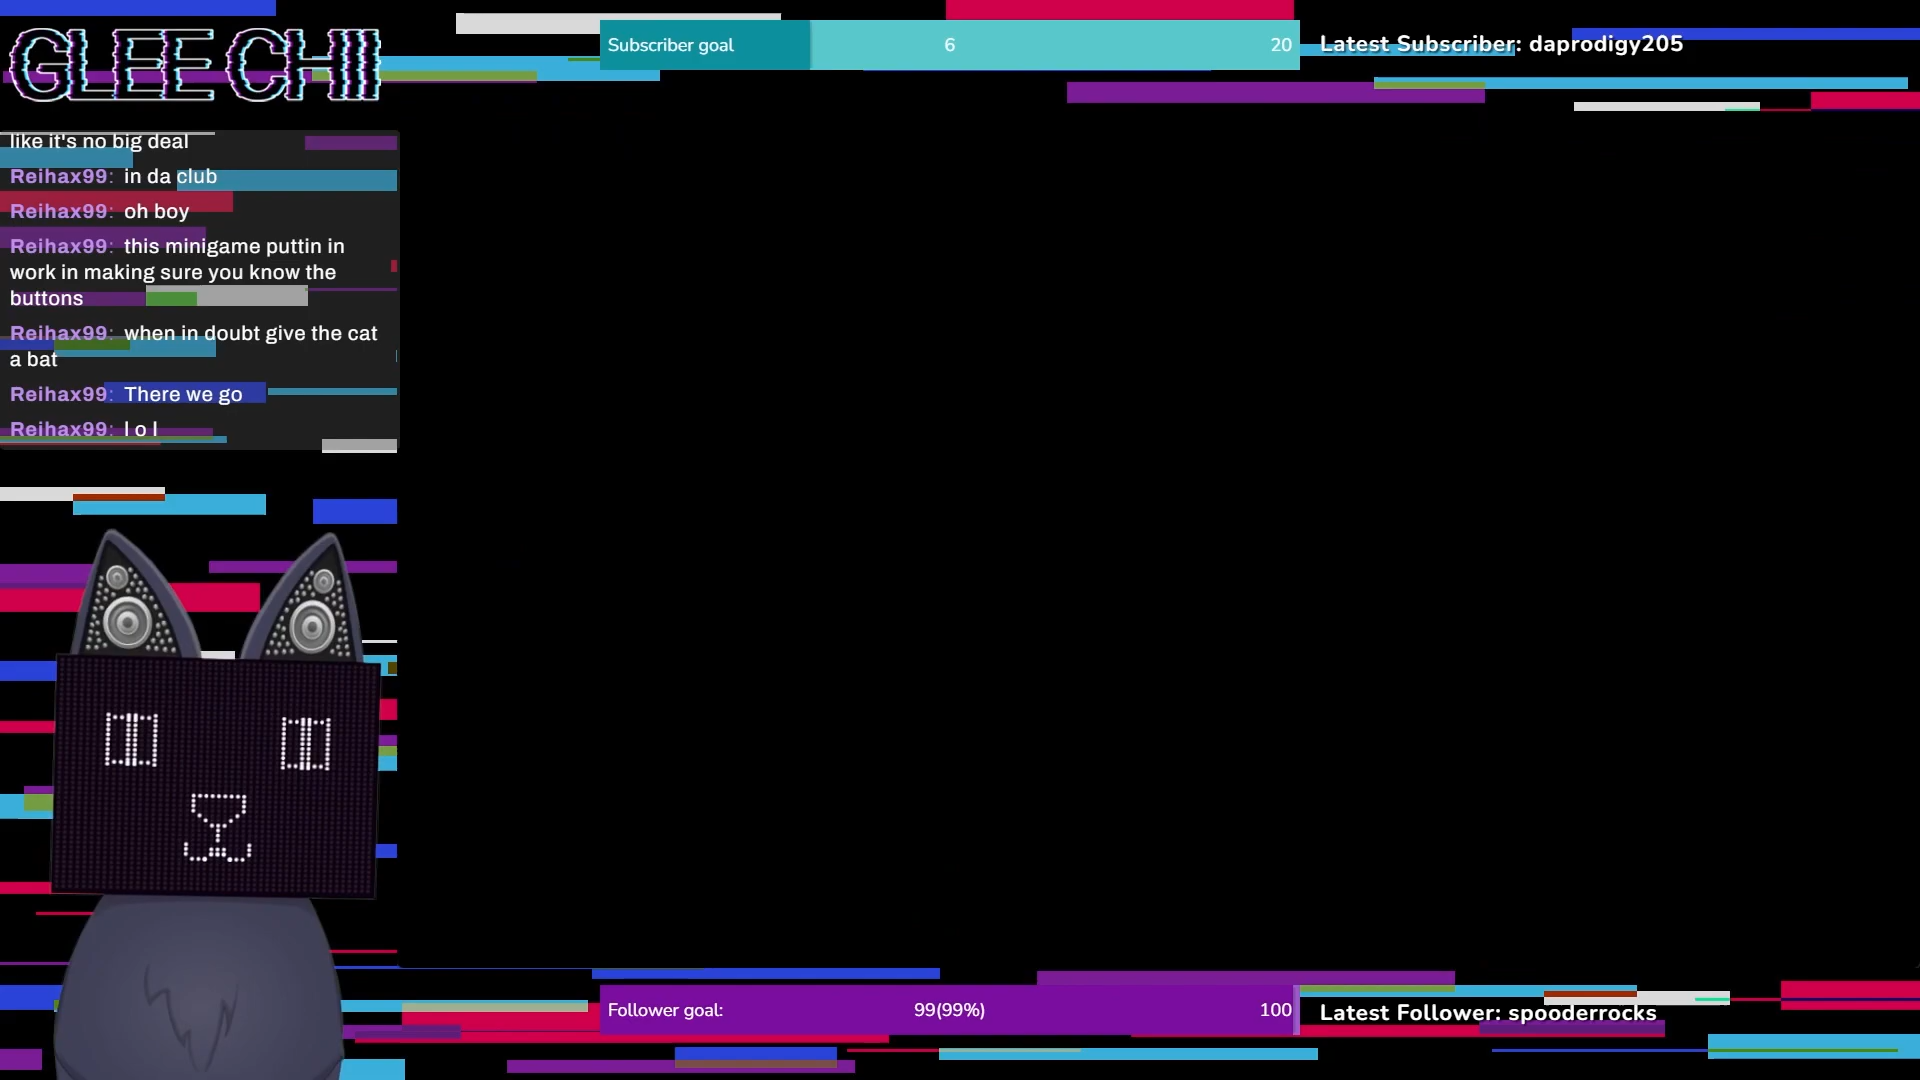 GLEE CHII
Subscriber goal 6 20
Latest Subscriber: daprodigy205
like it's no big deal
Reihax99: in da club
Reihax99: oh boy
Reihax99: this minigame puttin in
work in making sure you know the
buttons
Reihax99: when in doubt give the cat
a bat
Reihax99: There we go
Reihax99: l o l
Follower goal: 99(99%) 100
Latest Follower: spooderrocks